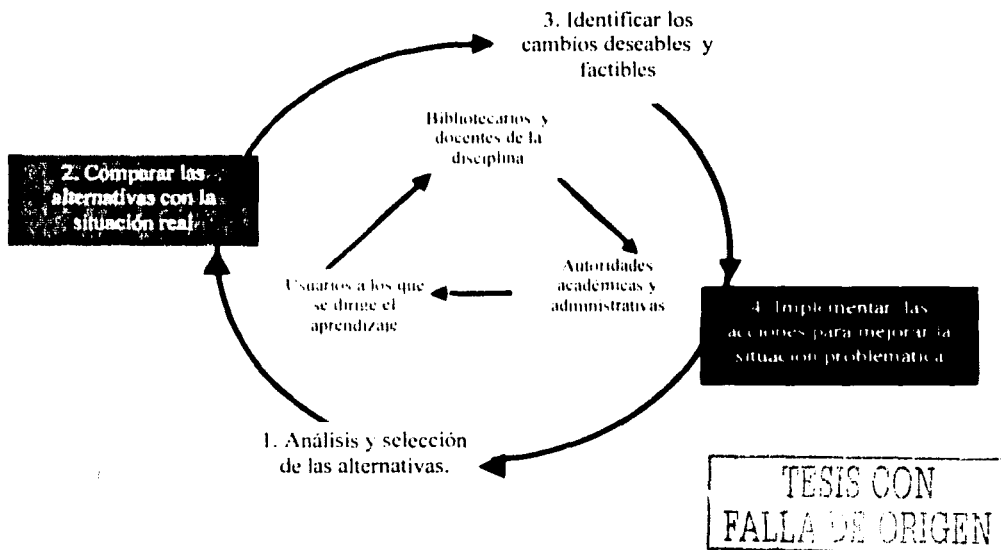 3. Identificar los
cambios deseables y
factibles
Bibliotecarios y
docentes de la
disciplina
2. Comparar las
alternativas con la
situación real
Usuarios a los que
se dirige el
aprendizaje
Autoridades
académicas y
administrativas
4. Implementar las
acciones para mejorar la
situación problemática
1. Análisis y selección
de las alternativas.
TESIS CON
FALLA DE ORIGEN